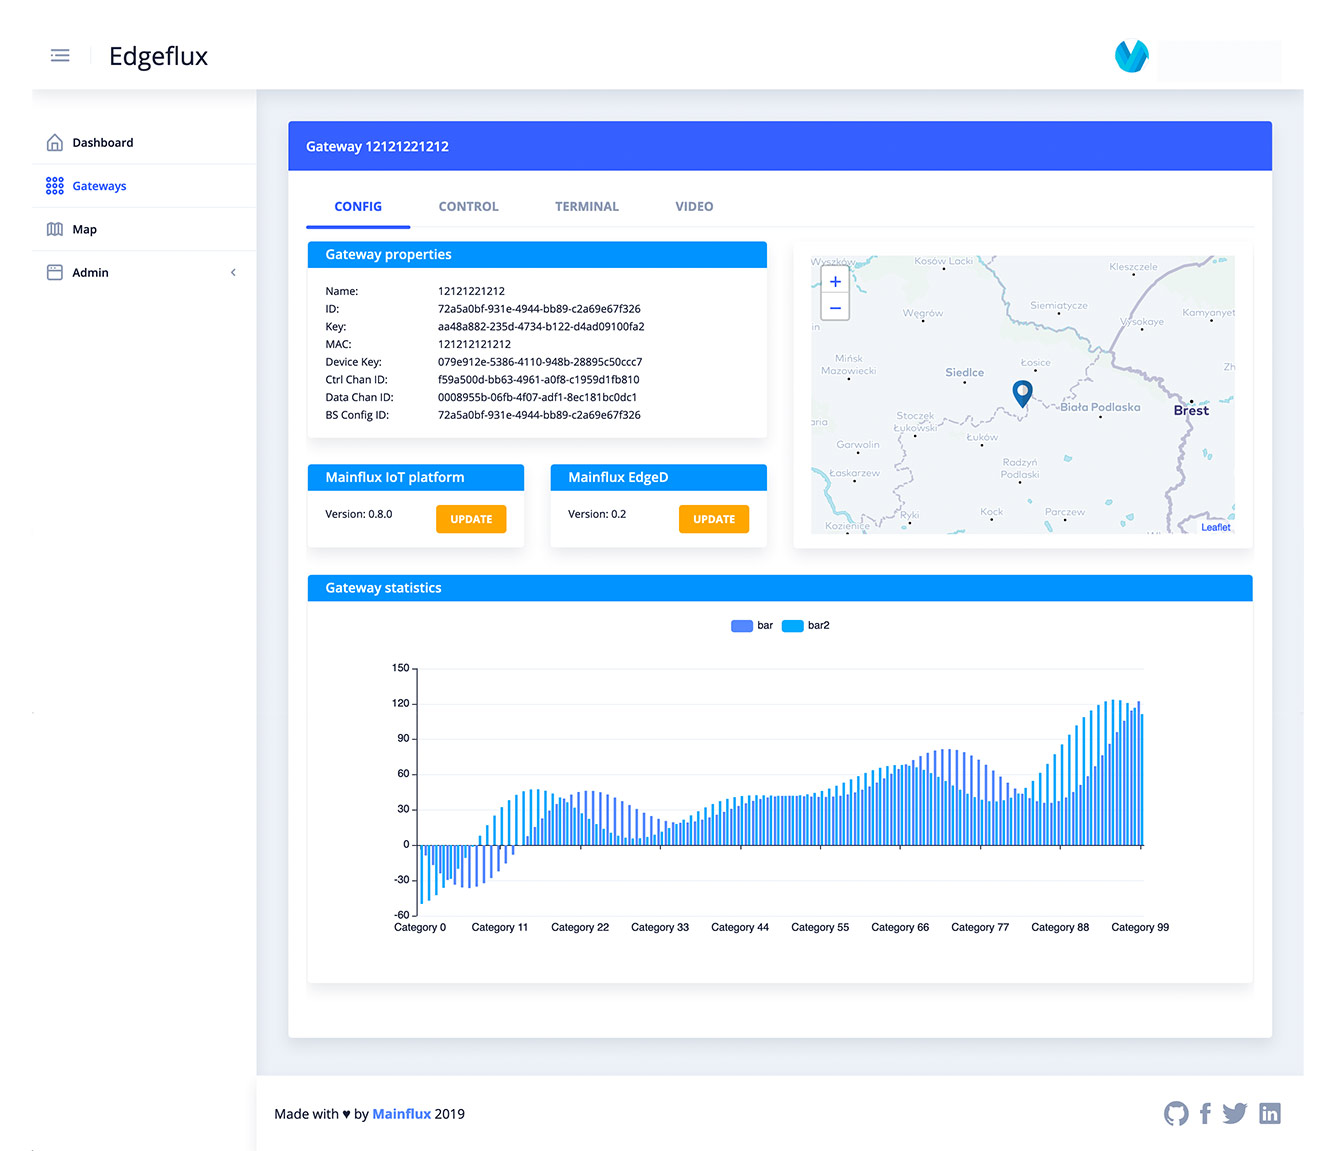 Edgeflux
Dashboard
Gateways
Map
Admin
Gateway 12121221212
CONFIG CONTROL TERMINAL VIDEO
Gateway properties
Name: 12121221212
ID: 72a5a0bf-931e-4944-bb89-c2a69e67f326
Key: aa48a882-235d-4734-b122-d4ad09100fa2
MAC: 121212121212
Device Key: 079e912e-5386-4110-948b-28895c50ccc7
Ctrl Chan ID: f59a500d-bb63-4961-a0f8-c1959d1fb810
Data Chan ID: 0008955b-06fb-4f07-adf1-8ec181bc0dc1
BS Config ID: 72a5a0bf-931e-4944-bb89-c2a69e67f326
Mainflux IoT platform
Version: 0.8.0
UPDATE
Mainflux EdgeD
Version: 0.2
UPDATE
+
−
Wyszków
Kosów Lacki
Kleszczele
Siemiatycze
Węgrów
Vysokaye
Kamyanyet
in
Mińsk
Mazowiecki
Siedlce
Łosice
Zh
Biała Podlaska
Brest
aria
Stoczek
Łukowski
Garwolin
Łuków
Łaskarzew
Radzyń
Podlaski
Ryki
Kock
Parczew
Kozienice
Leaflet
Gateway statistics
bar bar2
150
120
90
60
30
0
-30
-60
Category 0 Category 11 Category 22 Category 33 Category 44 Category 55 Category 66 Category 77 Category 88 Category 99
Made with ♥ by Mainflux 2019